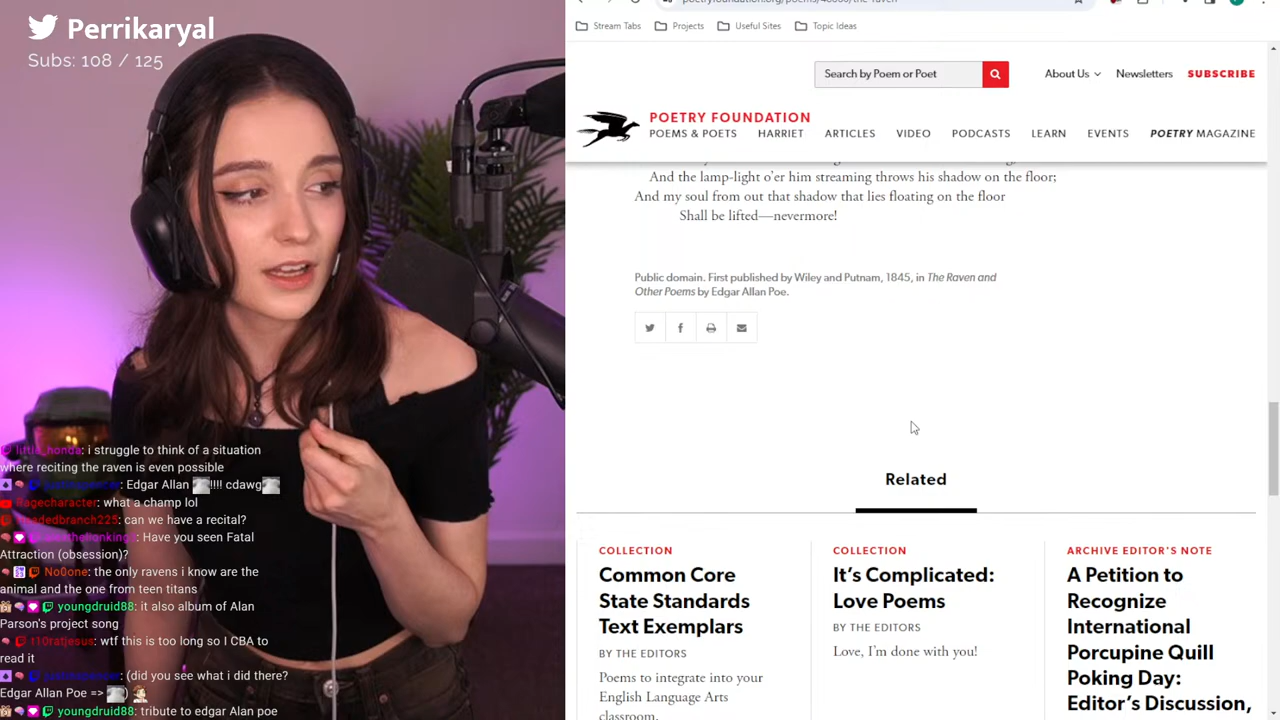 Perrikaryal
Subs: 108 / 125
i struggle to think of a situation
where reciting the raven is even possible
Edgar Allan !!!! cdawg
Ragecharacter: what a champ lol
can we have a recital?
Have you seen Fatal
Attraction (obsession)?
No0one: the only ravens i know are the
animal and the one from teen titans
youngdruid88: it also album of Alan
Parson's project song
t10ratjesus: wtf this is too long so I CBA to
read it
(did you see what i did there?
Edgar Allan Poe =>
youngdruid88: tribute to edgar Alan poe
Stream Tabs
Projects
Useful Sites
Topic Ideas
Search by Poem or Poet
About Us
Newsletters
SUBSCRIBE
POETRY FOUNDATION
POEMS & POETS
HARRIET
ARTICLES
VIDEO
PODCASTS
LEARN
EVENTS
POETRY MAGAZINE
And the lamp-light o'er him streaming throws his shadow on the floor;
And my soul from out that shadow that lies floating on the floor
Shall be lifted—nevermore!
Public domain. First published by Wiley and Putnam, 1845, in The Raven and
Other Poems by Edgar Allan Poe.
Related
COLLECTION
Common Core
State Standards
Text Exemplars
BY THE EDITORS
Poems to integrate into your
English Language Arts
classroom.
COLLECTION
It's Complicated:
Love Poems
BY THE EDITORS
Love, I'm done with you!
ARCHIVE EDITOR'S NOTE
A Petition to
Recognize
International
Porcupine Quill
Poking Day:
Editor's Discussion,